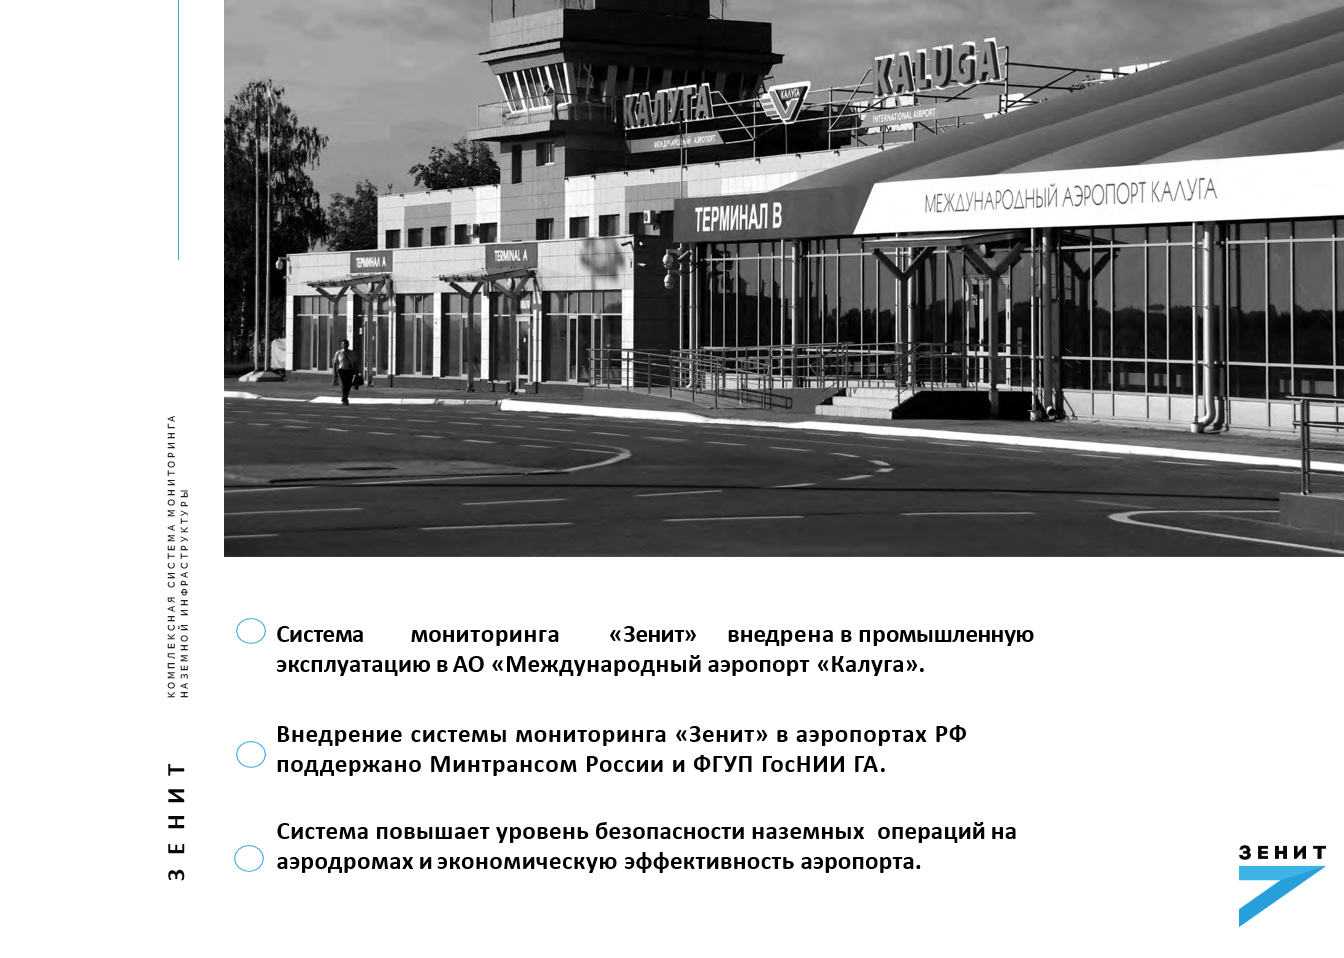 КАЛУГА
МЕЖДУНАРОДНЫЙ АЭРОПОРТ
КАЛУГА
KALUGA
INTERNATIONAL AIRPORT
ТЕРМИНАЛ А
TERMINAL A
ТЕРМИНАЛ В
МЕЖДУНАРОДНЫЙ АЭРОПОРТ КАЛУГА
КОМПЛЕКСНАЯ СИСТЕМА МОНИТОРИНГА
НАЗЕМНОЙ ИНФРАСТРУКТУРЫ
ЗЕНИТ
Система мониторинга «Зенит» внедрена в промышленную
эксплуатацию в АО «Международный аэропорт «Калуга».
Внедрение системы мониторинга «Зенит» в аэропортах РФ
поддержано Минтрансом России и ФГУП ГосНИИ ГА.
Система повышает уровень безопасности наземных операций на
аэродромах и экономическую эффективность аэропорта.
ЗЕНИТ